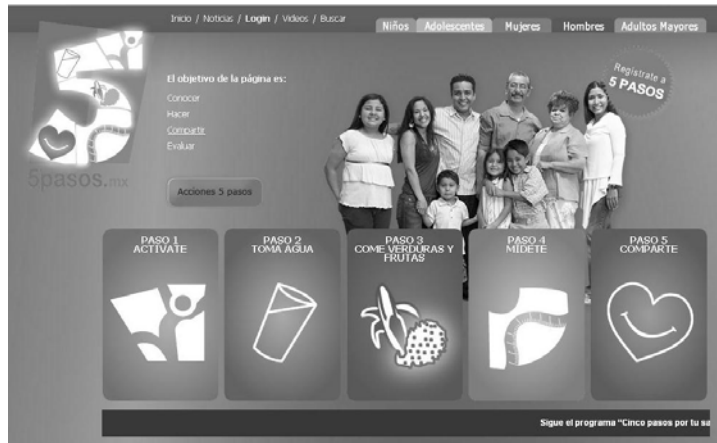 Inicio / Noticias / Login / Videos / Buscar
Niños Adolescentes Mujeres Hombres Adultos Mayores
El objetivo de la página es:
Conocer
Hacer
Compartir
Evaluar
Acciones 5 pasos
Regístrate a
5 PASOS
5pasos.mx
PASO 1
ACTIVATE
PASO 2
TOMA AGUA
PASO 3
COME VERDURAS Y
FRUTAS
PASO 4
MIDETE
PASO 5
COMPARTE
Sigue el programa "Cinco pasos por tu sa